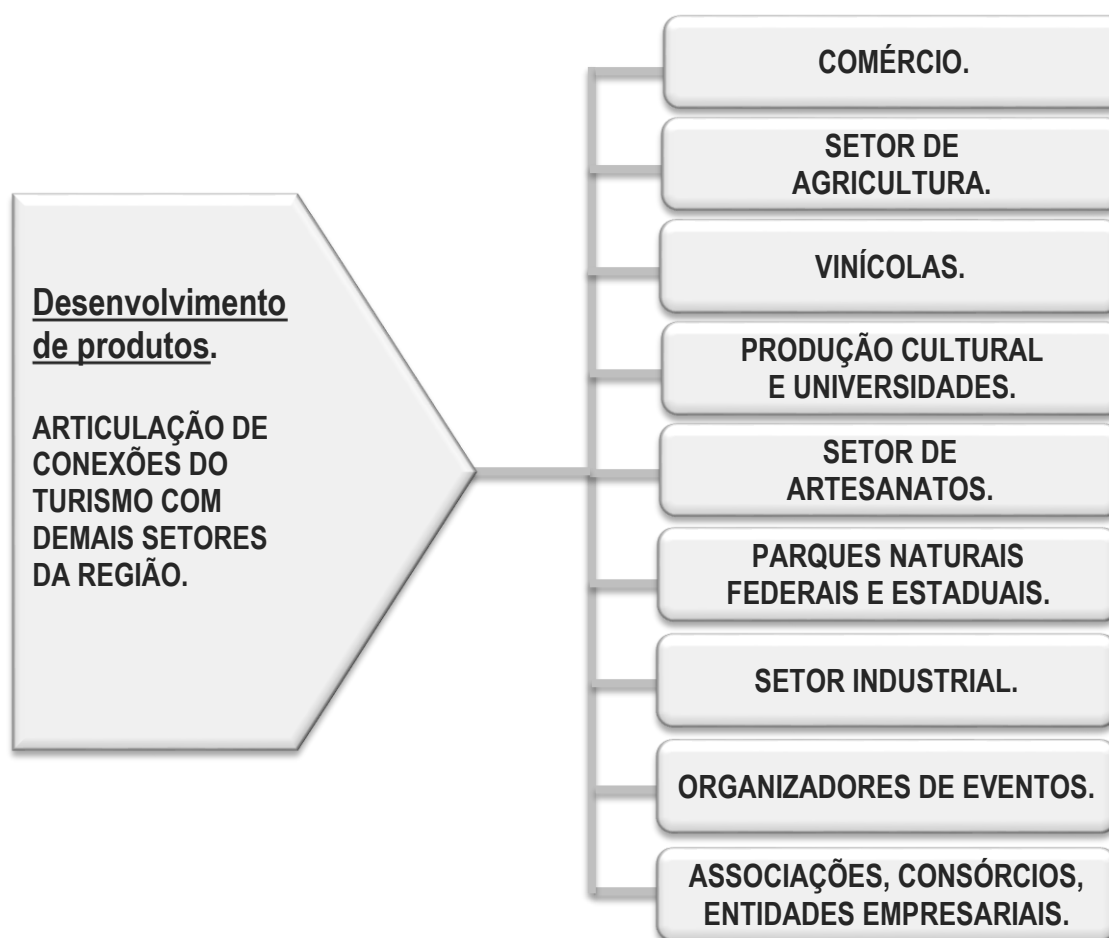 Desenvolvimento
de produtos.
ARTICULAÇÃO DE
CONEXÕES DO
TURISMO COM
DEMAIS SETORES
DA REGIÃO.
COMÉRCIO.
SETOR DE
AGRICULTURA.
VINÍCOLAS.
PRODUÇÃO CULTURAL
E UNIVERSIDADES.
SETOR DE
ARTESANATOS.
PARQUES NATURAIS
FEDERAIS E ESTADUAIS.
SETOR INDUSTRIAL.
ORGANIZADORES DE EVENTOS.
ASSOCIAÇÕES, CONSÓRCIOS,
ENTIDADES EMPRESARIAIS.